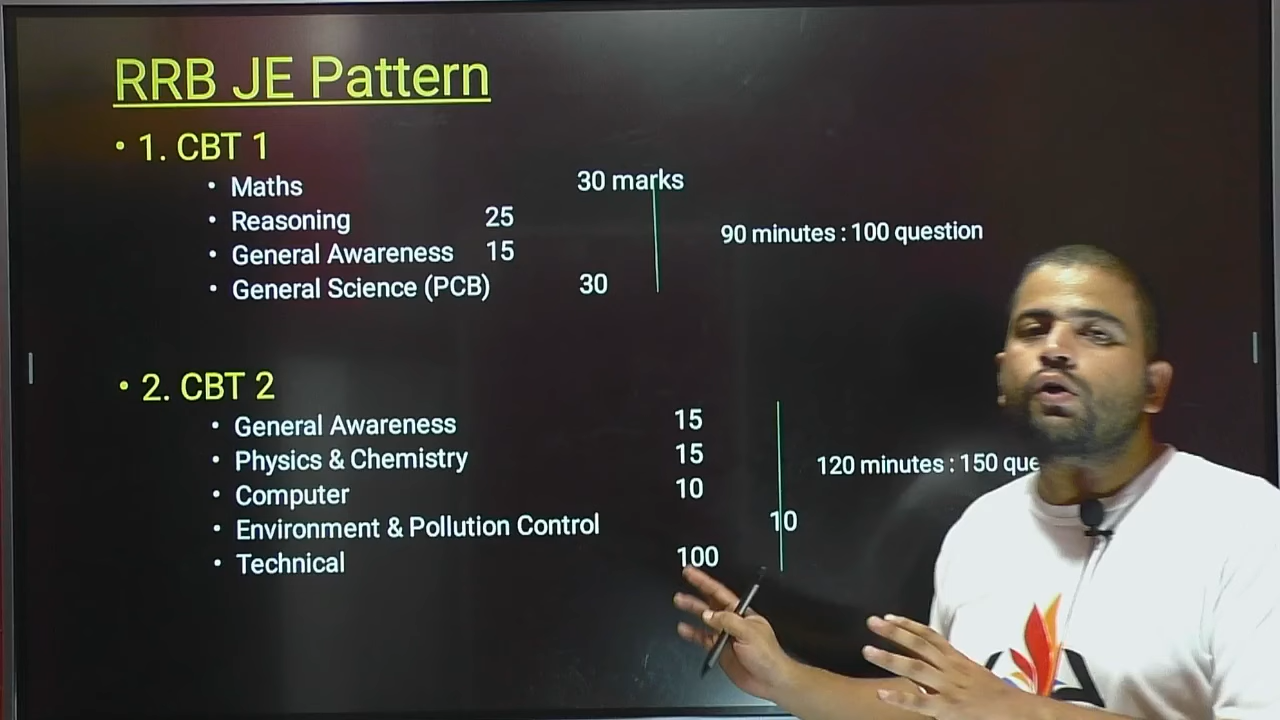 RRB JE Pattern
• 1. CBT 1
• Maths 30 marks
• Reasoning 25
• General Awareness 15
90 minutes : 100 question
• General Science (PCB) 30
• 2. CBT 2
• General Awareness 15
• Physics & Chemistry 15
120 minutes : 150
• Computer 10
• Environment & Pollution Control 10
• Technical 100